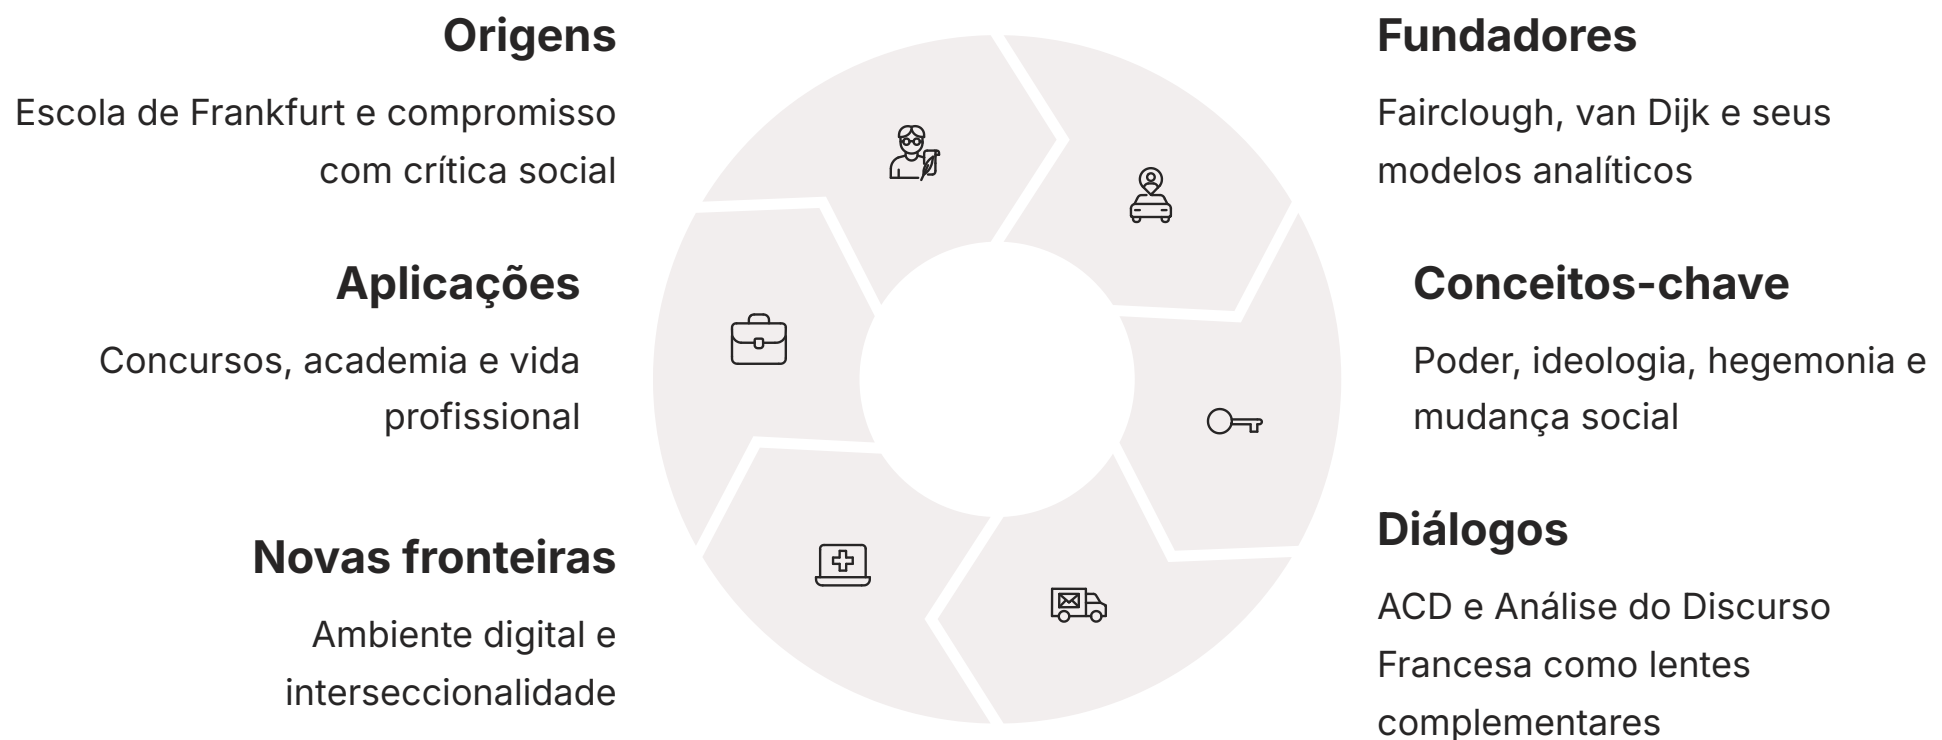 Origens
Escola de Frankfurt e compromisso
com crítica social
Fundadores
Fairclough, van Dijk e seus
modelos analíticos
Aplicações
Concursos, academia e vida
profissional
Conceitos-chave
Poder, ideologia, hegemonia e
mudança social
Novas fronteiras
Ambiente digital e
interseccionalidade
Diálogos
ACD e Análise do Discurso
Francesa como lentes
complementares